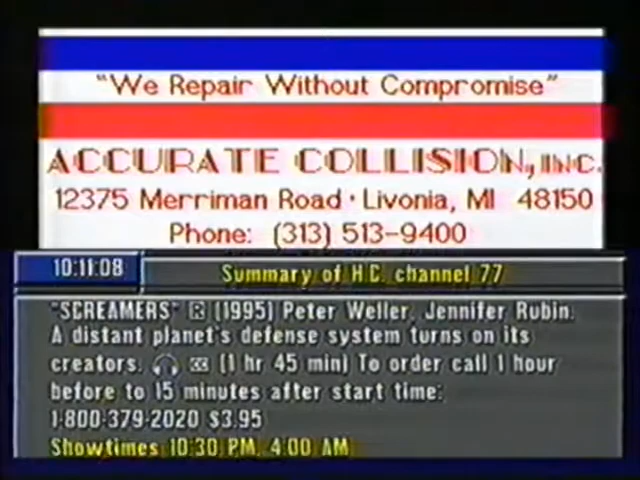 "We Repair Without Compromise"
ACCURATE COLLISION, INC.
12375 Merriman Road · Livonia, MI 48150
Phone: (313) 513-9400
10:11:08
Summary of H.C. channel 77
"SCREAMERS" R (1995) Peter Weller, Jennifer Rubin.
A distant planet's defense system turns on its
creators. CC (1 hr 45 min) To order call 1 hour
before to 15 minutes after start time:
1-800-379-2020 $3.95
Showtimes 10:30 PM, 4:00 AM